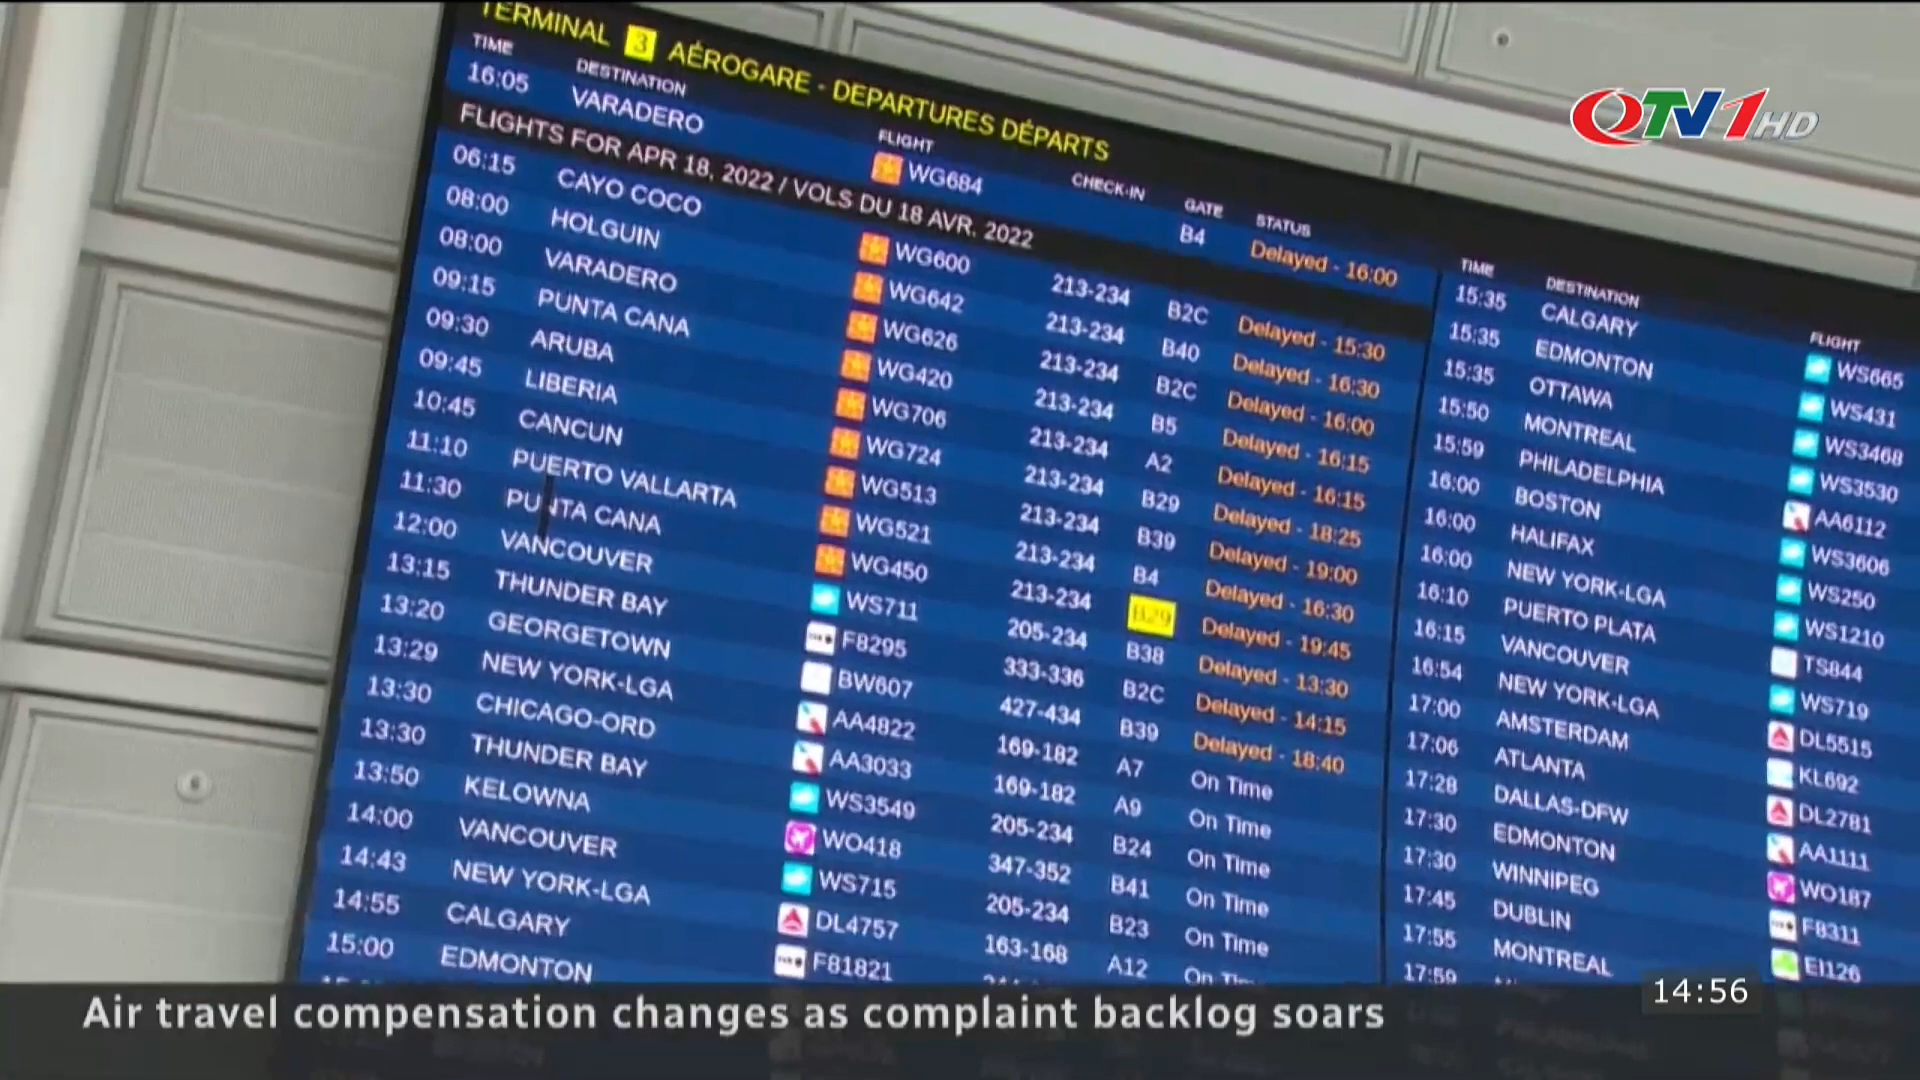 QTV1HD
TERMINAL 3 AÉROGARE - DEPARTURES DÉPARTS
TIME DESTINATION FLIGHT CHECK-IN GATE STATUS
16:05 VARADERO WG684 B4 Delayed - 16:00
FLIGHTS FOR APR 18, 2022 / VOLS DU 18 AVR. 2022
06:15 CAYO COCO WG600 213-234 B2C Delayed - 15:30
08:00 HOLGUIN WG642 213-234 B40 Delayed - 16:30
08:00 VARADERO WG626 213-234 B2C Delayed - 16:00
09:15 PUNTA CANA WG420 213-234 B5 Delayed - 16:15
09:30 ARUBA WG706 213-234 A2 Delayed - 16:15
09:45 LIBERIA WG724 213-234 B29 Delayed - 18:25
10:45 CANCUN WG513 213-234 B39 Delayed - 19:00
11:10 PUERTO VALLARTA WG521 213-234 B4 Delayed - 16:30
11:30 PUNTA CANA WG450 213-234 B29 Delayed - 19:45
12:00 VANCOUVER WS711 205-234 B38 Delayed - 13:30
13:15 THUNDER BAY F8295 333-336 B2C Delayed - 14:15
13:20 GEORGETOWN BW607 427-434 B39 Delayed - 18:40
13:29 NEW YORK-LGA AA4822 169-182 A7 On Time
13:30 CHICAGO-ORD AA3033 169-182 A9 On Time
13:30 THUNDER BAY WS3549 205-234 B24 On Time
13:50 KELOWNA WO418 347-352 B41 On Time
14:00 VANCOUVER WS715 205-234 B23 On Time
14:43 NEW YORK-LGA DL4757 163-168 A12 On Time
14:55 CALGARY F81821
15:00 EDMONTON
TIME DESTINATION FLIGHT
15:35 CALGARY WS665
15:35 EDMONTON WS431
15:35 OTTAWA WS3468
15:50 MONTREAL WS3530
15:59 PHILADELPHIA AA6112
16:00 BOSTON WS3606
16:00 HALIFAX WS250
16:00 NEW YORK-LGA WS1210
16:10 PUERTO PLATA TS844
16:15 VANCOUVER WS719
16:54 NEW YORK-LGA DL5515
17:00 AMSTERDAM KL692
17:06 ATLANTA DL2781
17:28 DALLAS-DFW AA1111
17:30 EDMONTON WO187
17:30 WINNIPEG F8311
17:45 DUBLIN EI126
17:55 MONTREAL
17:59
14:56
Air travel compensation changes as complaint backlog soars